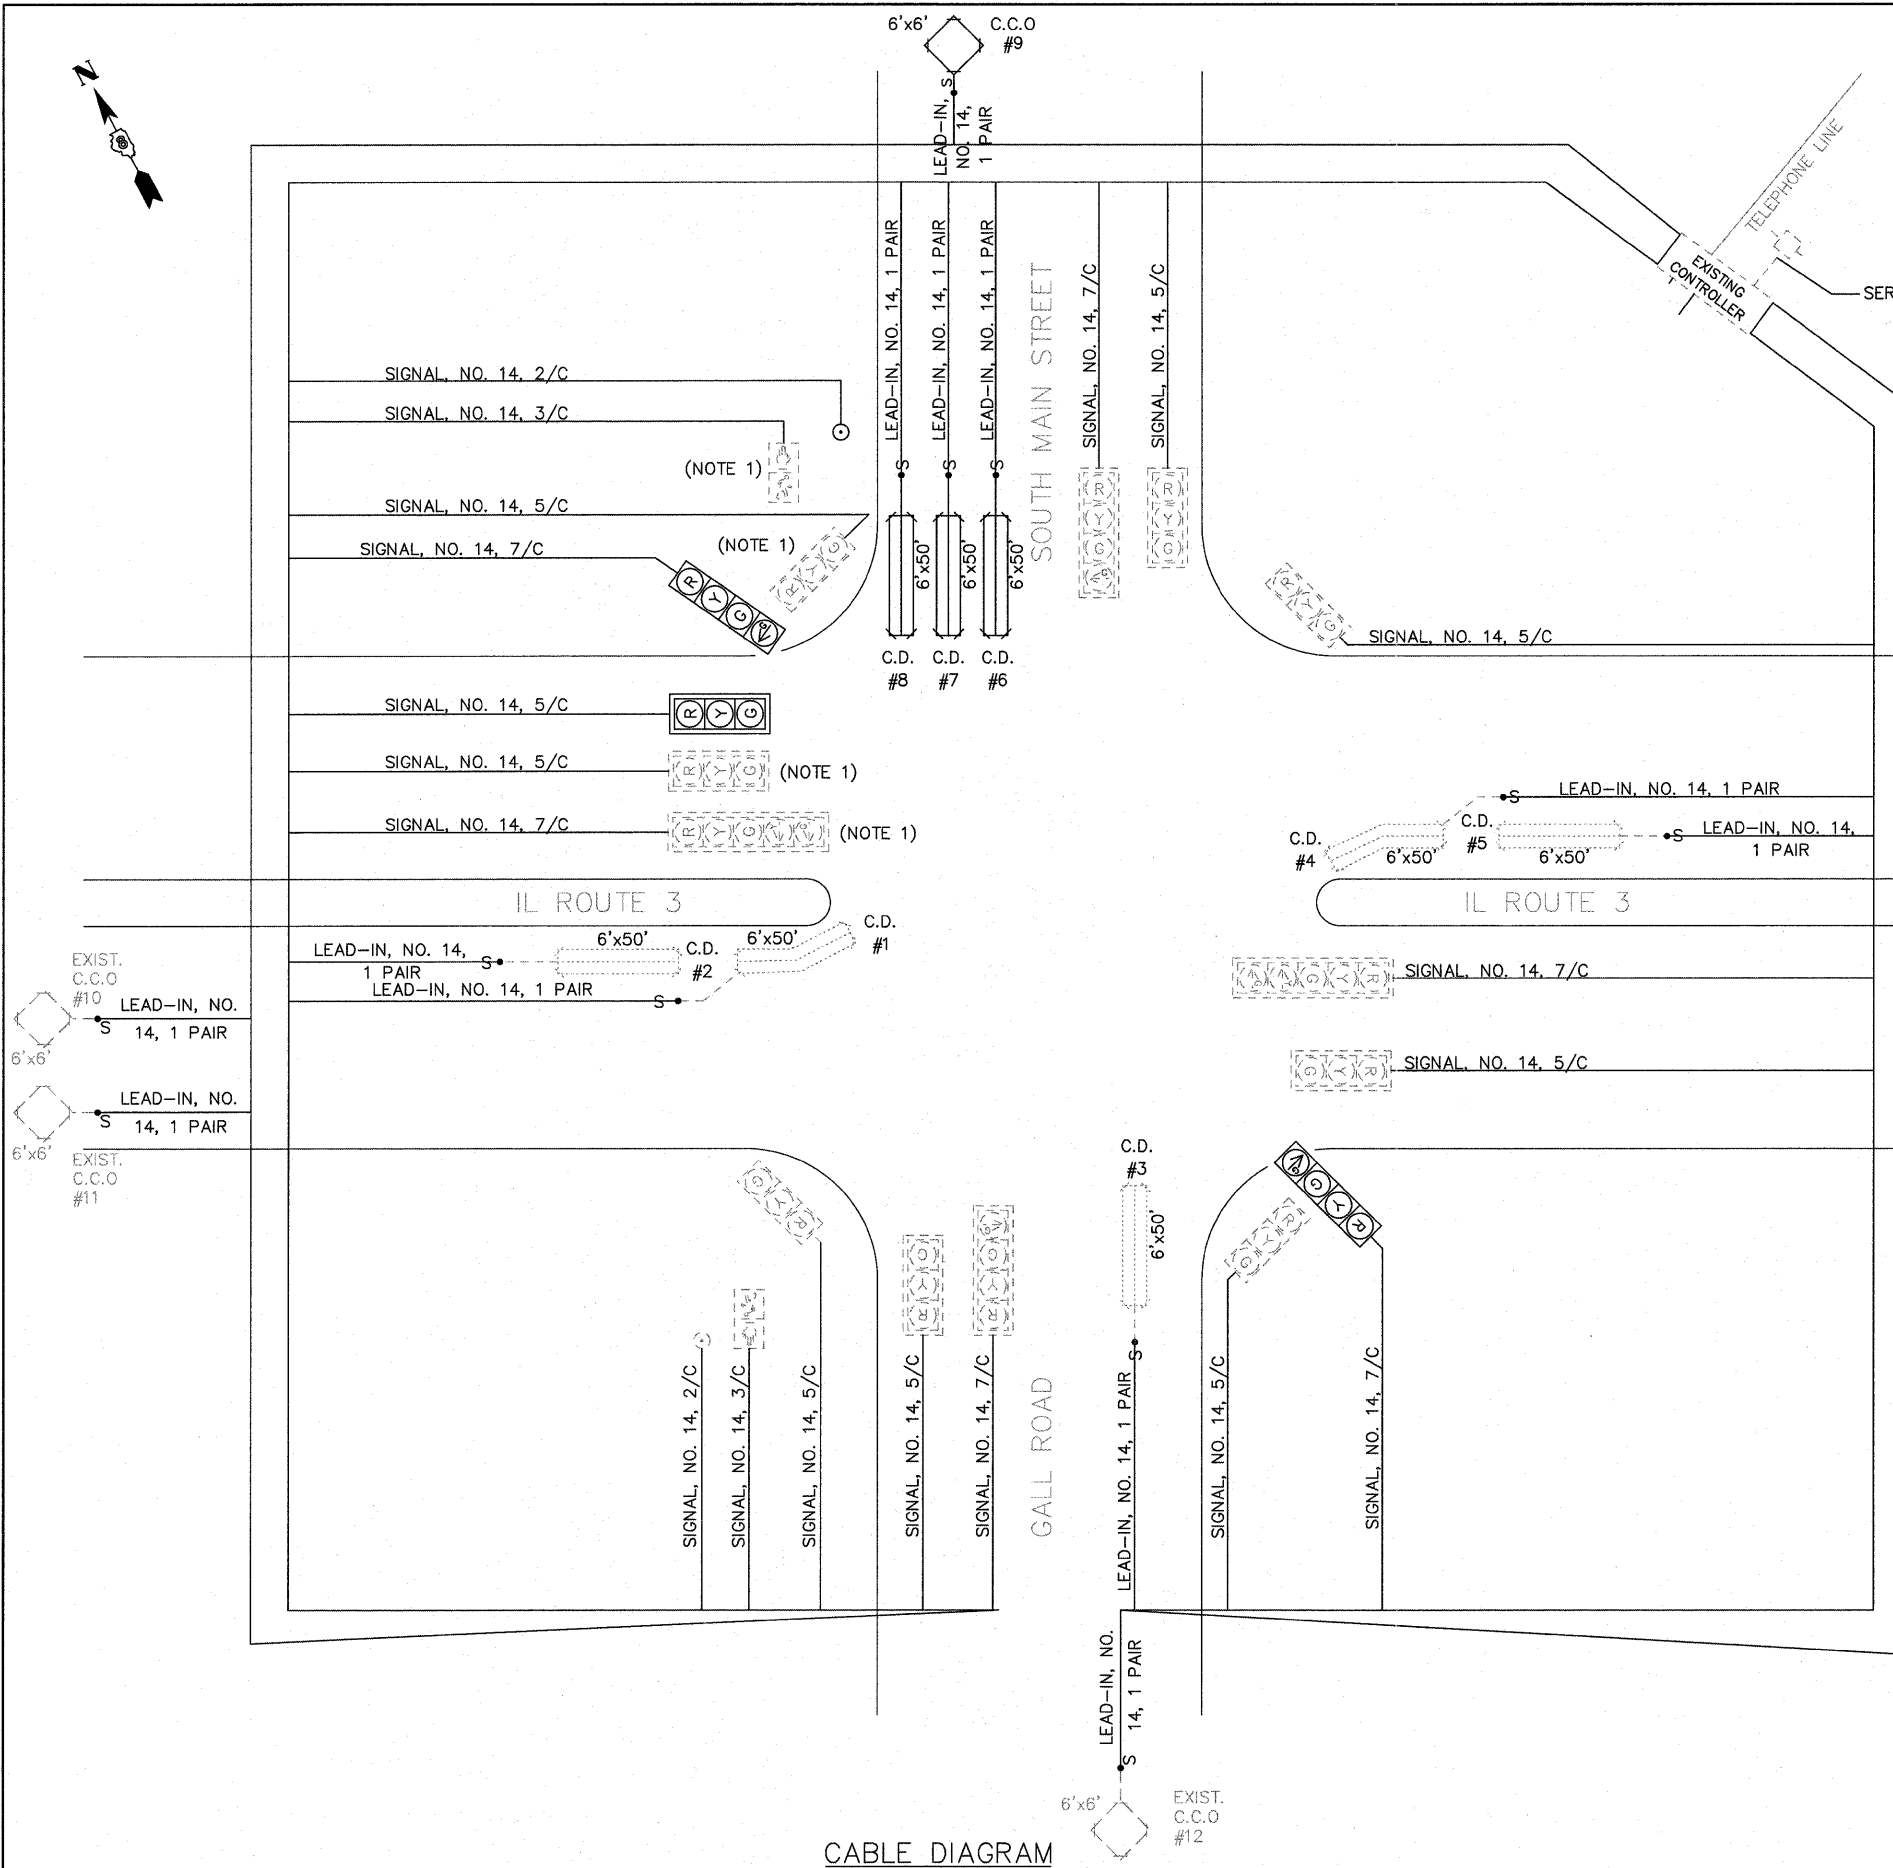 6'x6'
C.C.O
#9
N
8
LEAD-IN, S
NO. 14,
1 PAIR
TELEPHONE LINE
EXISTING
CONTROLLER
SER
LEAD-IN, NO. 14, 1 PAIR
LEAD-IN, NO. 14, 1 PAIR
LEAD-IN, NO. 14, 1 PAIR
SOUTH MAIN STREET
SIGNAL, NO. 14, 7/C
SIGNAL, NO. 14, 5/C
SIGNAL, NO. 14, 2/C
SIGNAL, NO. 14, 3/C
(NOTE 1)
S
S
S
R Y G G
R Y G
SIGNAL, NO. 14, 5/C
(NOTE 1)
R Y G
SIGNAL, NO. 14, 7/C
R Y G G
6'x50'
6'x50'
6'x50'
R Y G
SIGNAL, NO. 14, 5/C
C.D.
#8
C.D.
#7
C.D.
#6
SIGNAL, NO. 14, 5/C
R Y G
SIGNAL, NO. 14, 5/C
R Y G
(NOTE 1)
SIGNAL, NO. 14, 7/C
R Y G Y G
(NOTE 1)
S
LEAD-IN, NO. 14, 1 PAIR
C.D.
#4
6'x50'
C.D.
#5
6'x50'
S
LEAD-IN, NO. 14,
1 PAIR
IL ROUTE 3
IL ROUTE 3
LEAD-IN, NO. 14,
1 PAIR
S
6'x50'
C.D.
#2
6'x50'
C.D.
#1
LEAD-IN, NO. 14, 1 PAIR
S
EXIST.
C.C.O
#10
LEAD-IN, NO.
14, 1 PAIR
S
6'x6'
G Y G Y R
SIGNAL, NO. 14, 7/C
G Y R
SIGNAL, NO. 14, 5/C
LEAD-IN, NO.
14, 1 PAIR
S
6'x6'
EXIST.
C.C.O
#11
C.D.
#3
6'x50'
G Y R
G G Y R
R Y G
G Y R
G G Y R
S
SIGNAL, NO. 14, 2/C
SIGNAL, NO. 14, 3/C
SIGNAL, NO. 14, 5/C
SIGNAL, NO. 14, 5/C
SIGNAL, NO. 14, 7/C
GALL ROAD
LEAD-IN, NO. 14, 1 PAIR
SIGNAL, NO. 14, 5/C
SIGNAL, NO. 14, 7/C
LEAD-IN, NO.
14, 1 PAIR
S
6'x6'
EXIST.
C.C.O
#12
CABLE DIAGRAM